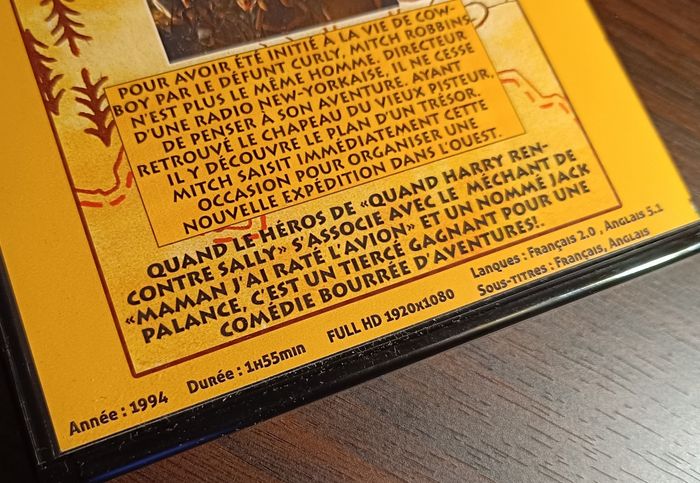 POUR AVOIR ÉTÉ INITIÉ À LA VIE DE COW-
BOY PAR LE DÉFUNT CURLY, MITCH ROBBINS
N'EST PLUS LE MÊME HOMME. DIRECTEUR
D'UNE RADIO NEW-YORKAISE, IL NE CESSE
DE PENSER À SON AVENTURE. AYANT
RETROUVÉ LE CHAPEAU DU VIEUX PISTEUR,
IL Y DÉCOUVRE LE PLAN D'UN TRÉSOR.
MITCH SAISIT IMMÉDIATEMENT CETTE
OCCASION POUR ORGANISER UNE
NOUVELLE EXPÉDITION DANS L'OUEST.
QUAND LE HÉROS DE «QUAND HARRY REN-
CONTRE SALLY» S'ASSOCIE AVEC LE MÉCHANT DE
«MAMAN J'AI RATÉ L'AVION» ET UN NOMMÉ JACK
PALANCE, C'EST UN TIERCÉ GAGNANT POUR UNE
COMÉDIE BOURRÉE D'AVENTURES!..
Année : 1994 Durée : 1H55min FULL HD 1920x1080 Langues : Français 2.0 , Anglais 5.1
Sous-titres : Français, Anglais